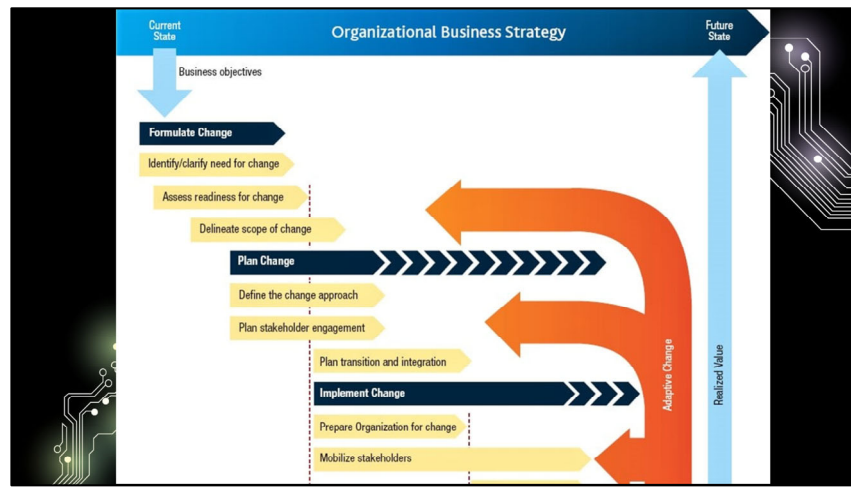 Current
State
Organizational Business Strategy
Future
State
Business objectives
Formulate Change
Identify/clarify need for change
Assess readiness for change
Delineate scope of change
Plan Change
Define the change approach
Plan stakeholder engagement
Plan transition and integration
Implement Change
Prepare Organization for change
Mobilize stakeholders
Adaptive Change
Realized Value